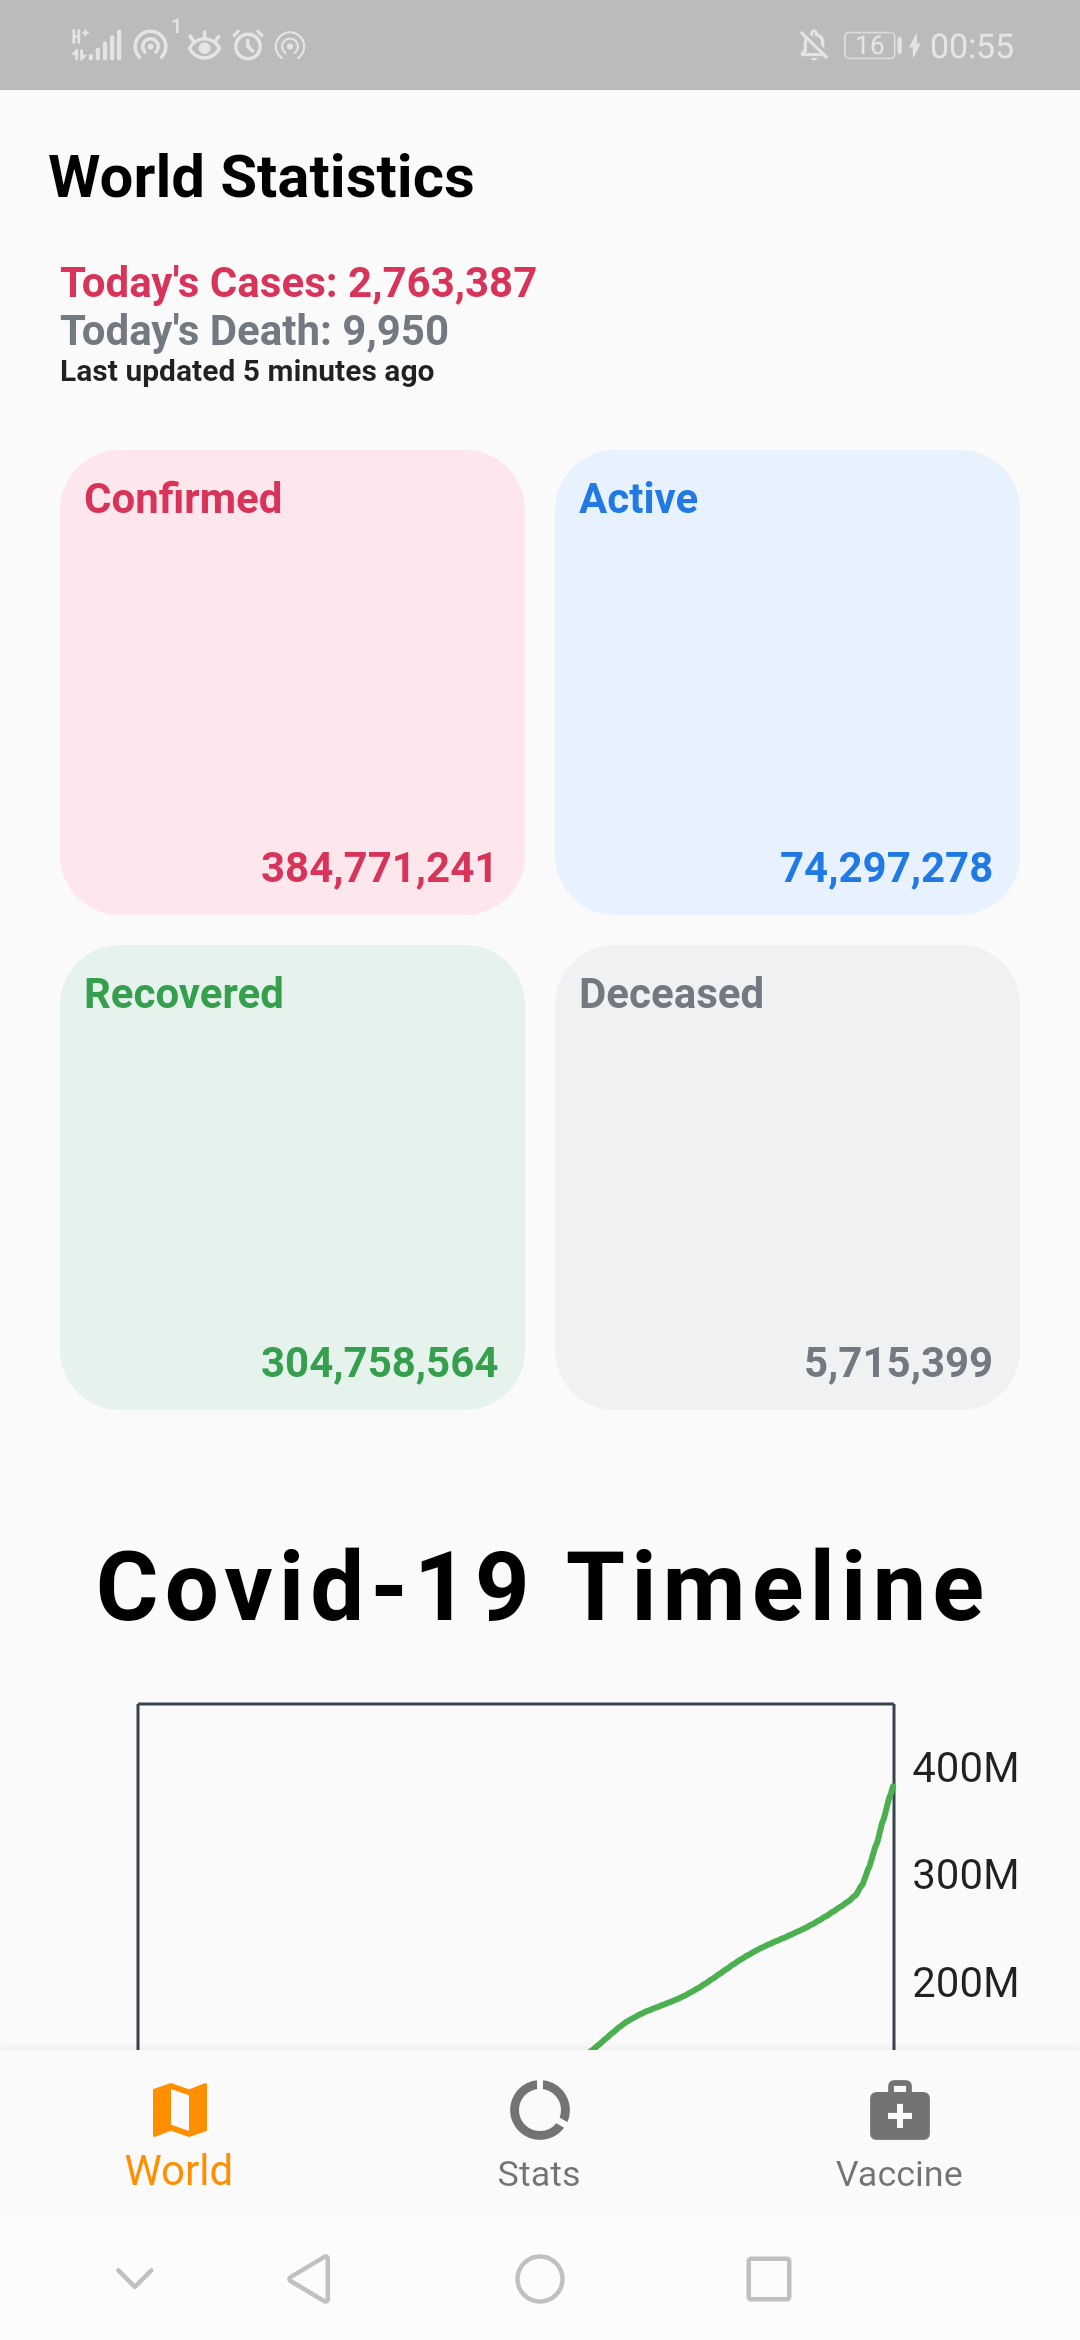 H+ 1 16 00:55
World Statistics
Today's Cases: 2,763,387
Today's Death: 9,950
Last updated 5 minutes ago
Confirmed
384,771,241
Active
74,297,278
Recovered
304,758,564
Deceased
5,715,399
Covid-19 Timeline
400M
300M
200M
World
Stats
Vaccine